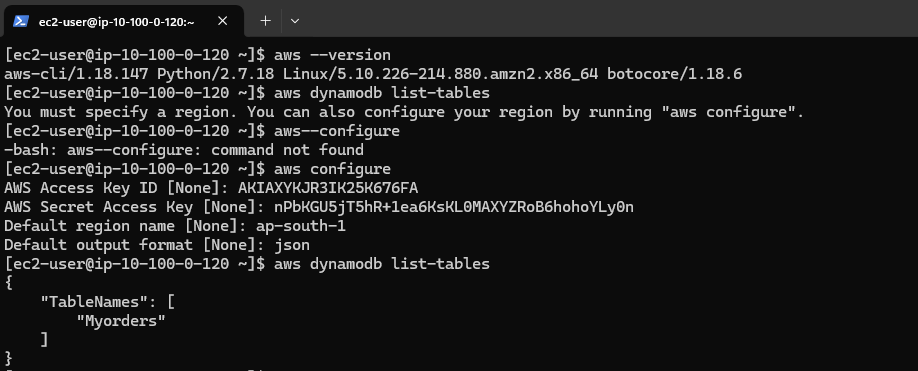 ec2-user@ip-10-100-0-120:~
[ec2-user@ip-10-100-0-120 ~]$ aws --version
aws-cli/1.18.147 Python/2.7.18 Linux/5.10.226-214.880.amzn2.x86_64 botocore/1.18.6
[ec2-user@ip-10-100-0-120 ~]$ aws dynamodb list-tables
You must specify a region. You can also configure your region by running "aws configure".
[ec2-user@ip-10-100-0-120 ~]$ aws--configure
-bash: aws--configure: command not found
[ec2-user@ip-10-100-0-120 ~]$ aws configure
AWS Access Key ID [None]: AKIAXYKJR3IK25K676FA
AWS Secret Access Key [None]: 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
Default region name [None]: ap-south-1
Default output format [None]: json
[ec2-user@ip-10-100-0-120 ~]$ aws dynamodb list-tables
{
    "TableNames": [
        "Myorders"
    ]
}